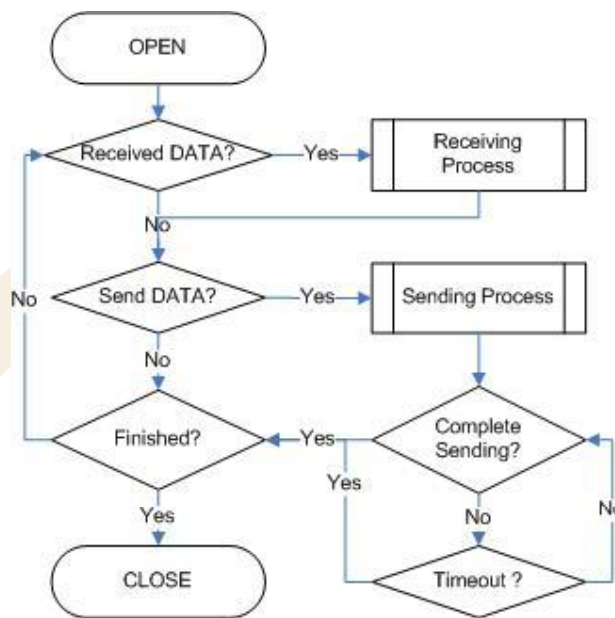 OPEN
Received DATA?
Yes
Receiving
Process
No
Send DATA?
Yes
Sending Process
No
No
Finished?
Yes
Complete
Sending?
Yes
No
No
Yes
CLOSE
Timeout ?